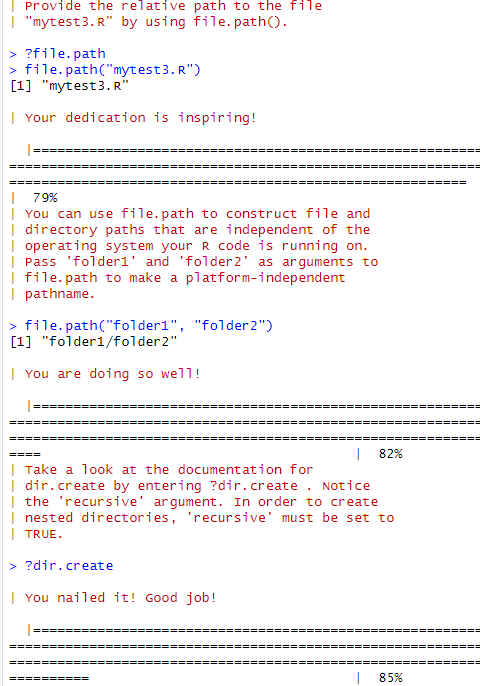 | Provide the relative path to the file
| "mytest3.R" by using file.path().
> ?file.path
> file.path("mytest3.R")
[1] "mytest3.R"
| Your dedication is inspiring!
|==========================================================
=============================================================
===========================================================
| 79%
| You can use file.path to construct file and
| directory paths that are independent of the
| operating system your R code is running on.
| Pass 'folder1' and 'folder2' as arguments to
| file.path to make a platform-independent
| pathname.
> file.path("folder1", "folder2")
[1] "folder1/folder2"
| You are doing so well!
|==========================================================
=============================================================
=============================================================
==== | 82%
| Take a look at the documentation for
| dir.create by entering ?dir.create . Notice
| the 'recursive' argument. In order to create
| nested directories, 'recursive' must be set to
| TRUE.
> ?dir.create
| You nailed it! Good job!
|==========================================================
=============================================================
=============================================================
========== | 85%